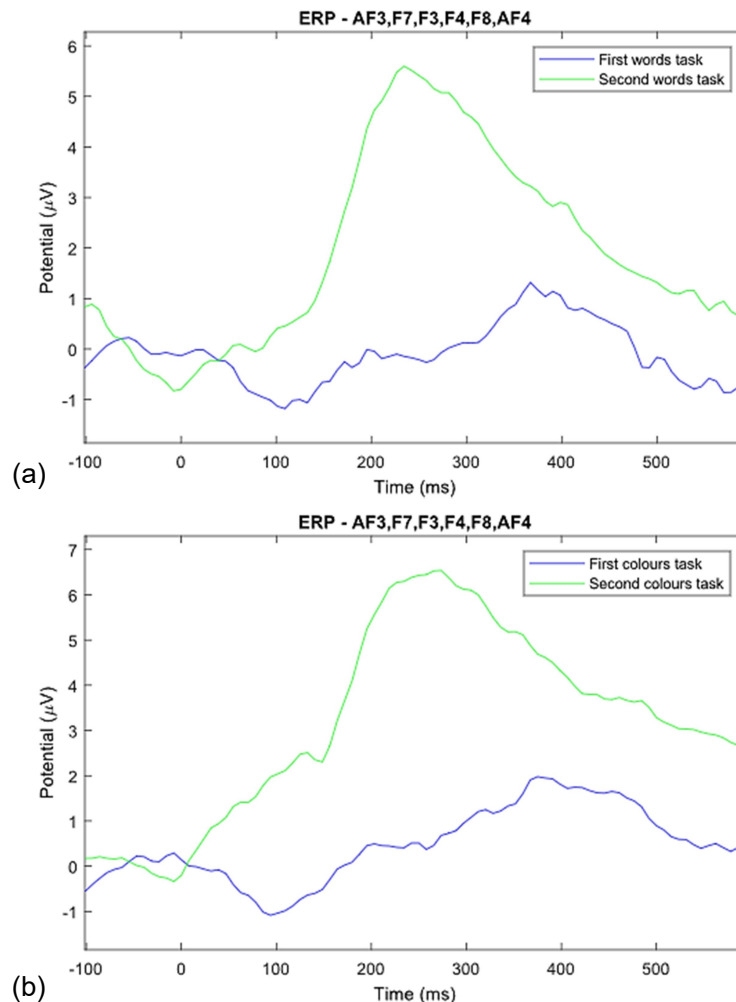 ERP - AF3,F7,F3,F4,F8,AF4
First words task
Second words task
6
5
4
3
2
1
0
-1
Potential (μV)
-100 0 100 200 300 400 500
Time (ms)
(a)
ERP - AF3,F7,F3,F4,F8,AF4
First colours task
Second colours task
7
6
5
4
3
2
1
0
-1
Potential (μV)
-100 0 100 200 300 400 500
Time (ms)
(b)